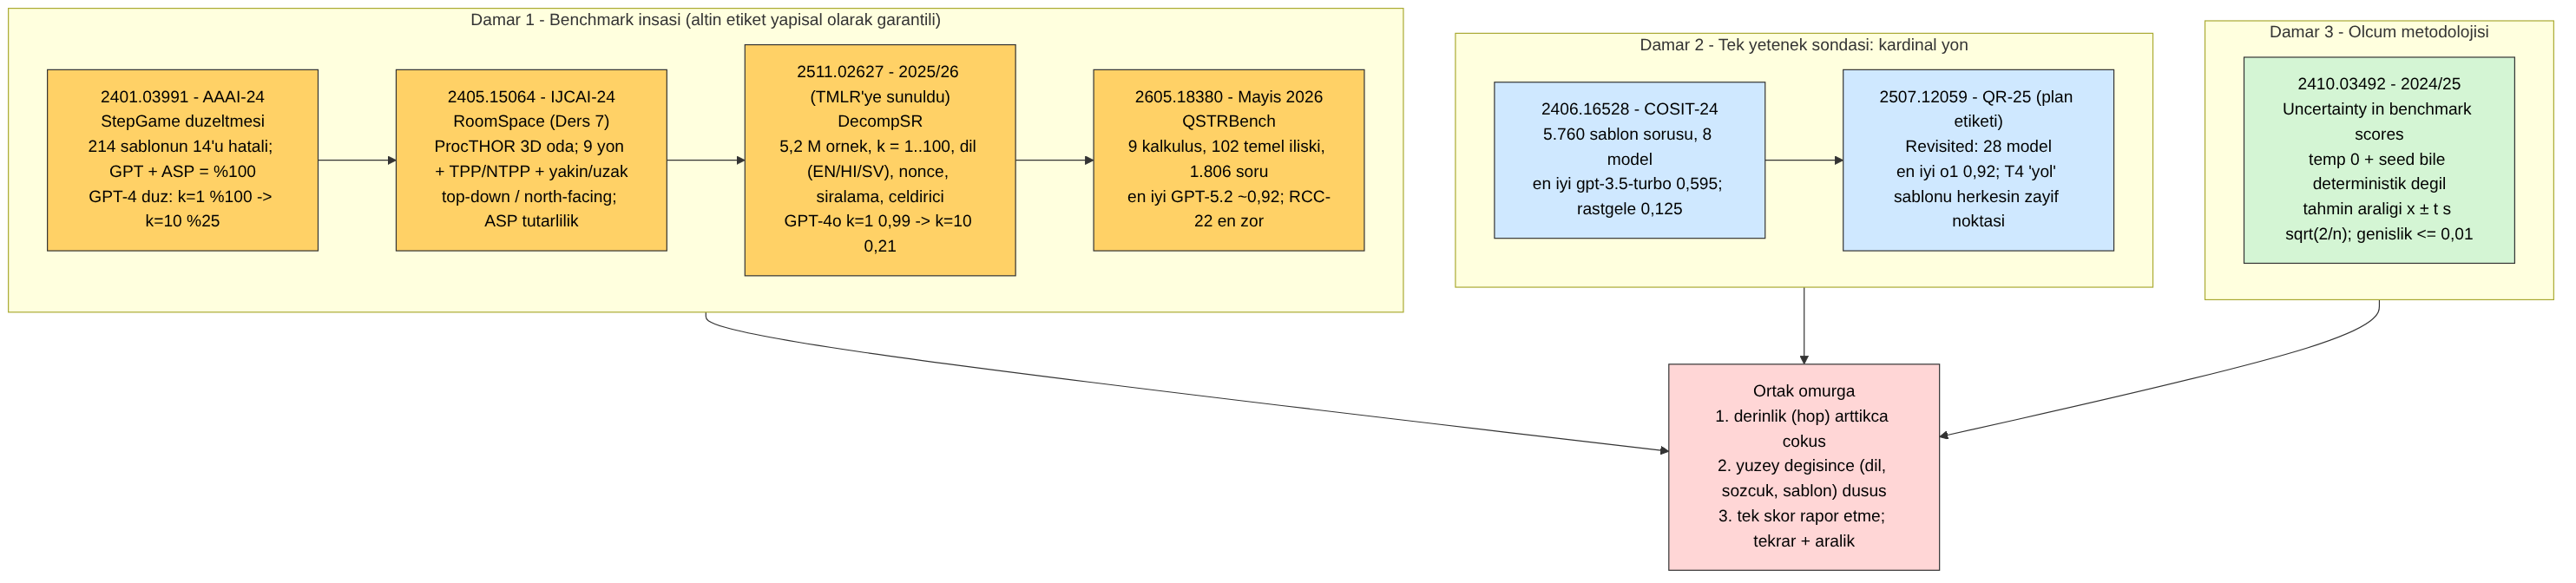 Damar 1 - Benchmark insasi (altin etiket yapisal olarak garantili)
2401.03991 - AAAI-24
StepGame duzeltmesi
214 sablonun 14'u hatali;
GPT + ASP = %100
GPT-4 duz: k=1 %100 ->
k=10 %25
2405.15064 - IJCAI-24
RoomSpace (Ders 7)
ProcTHOR 3D oda; 9 yon
+ TPP/NTPP + yakin/uzak
top-down / north-facing;
ASP tutarlilik
2511.02627 - 2025/26
(TMLR'ye sunuldu)
DecompSR
5,2 M ornek, k = 1..100, dil
(EN/HI/SV), nonce,
siralama, celdirici
GPT-4o k=1 0,99 -> k=10
0,21
2605.18380 - Mayis 2026
QSTRBench
9 kalkulus, 102 temel iliski,
1.806 soru
en iyi GPT-5.2 ~0,92; RCC-
22 en zor
Damar 2 - Tek yetenek sondasi: kardinal yon
2406.16528 - COSIT-24
5.760 sablon sorusu, 8
model
en iyi gpt-3.5-turbo 0,595;
rastgele 0,125
2507.12059 - QR-25 (plan
etiketi)
Revisited: 28 model
en iyi o1 0,92; T4 'yol'
sablonu herkesin zayif
noktasi
Damar 3 - Olcum metodolojisi
2410.03492 - 2024/25
Uncertainty in benchmark
scores
temp 0 + seed bile
deterministik degil
tahmin araligi x ± t s
sqrt(2/n); genislik <= 0,01
Ortak omurga
1. derinlik (hop) arttikca
cokus
2. yuzey degisince (dil,
sozcuk, sablon) dusus
3. tek skor rapor etme;
tekrar + aralik